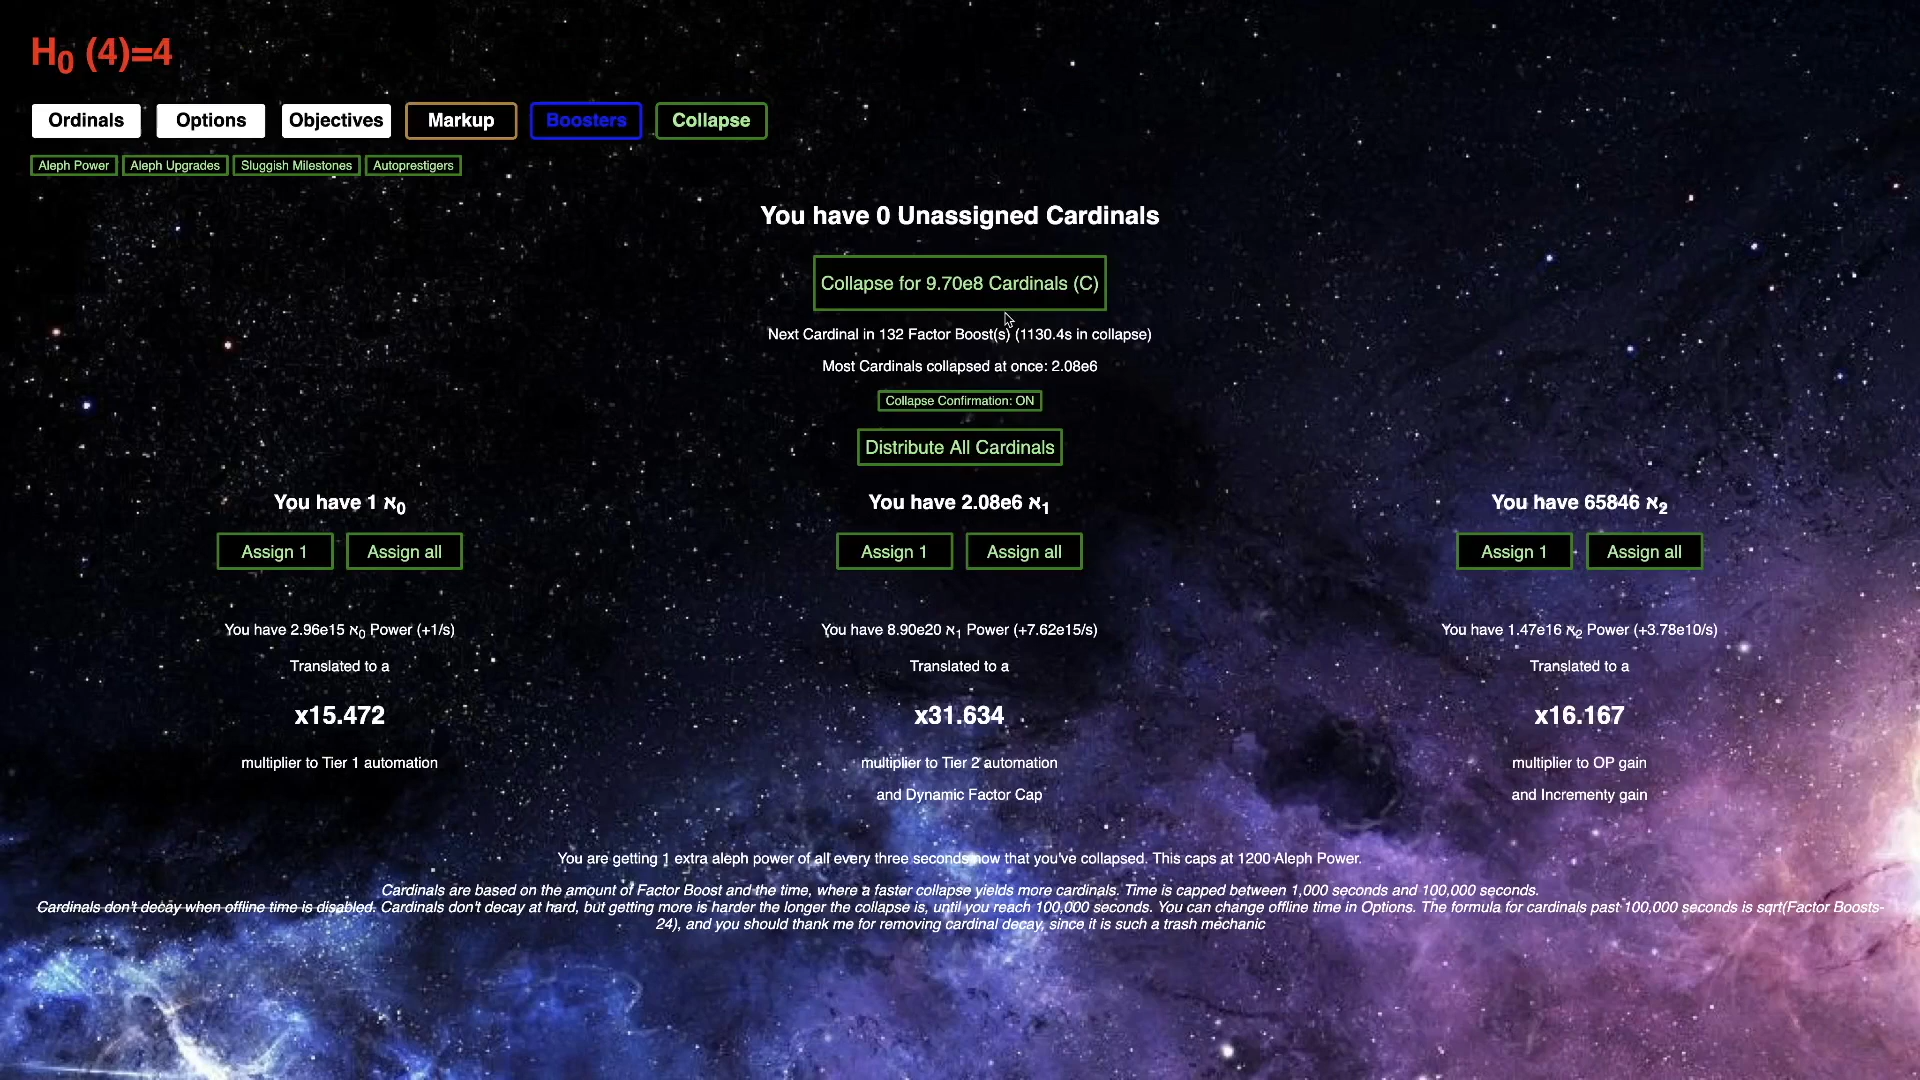 H₀ (4)=4
Ordinals Options Objectives Markup Boosters Collapse
Aleph Power Aleph Upgrades Sluggish Milestones Autoprestigers
You have 0 Unassigned Cardinals
Collapse for 9.70e8 Cardinals (C)
Next Cardinal in 132 Factor Boost(s) (1130.4s in collapse)
Most Cardinals collapsed at once: 2.08e6
Collapse Confirmation: ON
Distribute All Cardinals
You have 1 ℵ₀
Assign 1 Assign all
You have 2.96e15 ℵ₀ Power (+1/s)
Translated to a
x15.472
multiplier to Tier 1 automation
You have 2.08e6 ℵ₁
Assign 1 Assign all
You have 8.90e20 ℵ₁ Power (+7.62e15/s)
Translated to a
x31.634
multiplier to Tier 2 automation
and Dynamic Factor Cap
You have 65846 ℵ₂
Assign 1 Assign all
You have 1.47e16 ℵ₂ Power (+3.78e10/s)
Translated to a
x16.167
multiplier to OP gain
and Incrementy gain
You are getting 1 extra aleph power of all every three seconds now that you've collapsed. This caps at 1200 Aleph Power.
Cardinals are based on the amount of Factor Boost and the time, where a faster collapse yields more cardinals. Time is capped between 1,000 seconds and 100,000 seconds.
Cardinals don't decay when offline time is disabled. Cardinals don't decay at hard, but getting more is harder the longer the collapse is, until you reach 100,000 seconds. You can change offline time in Options. The formula for cardinals past 100,000 seconds is sqrt(Factor Boosts-
24), and you should thank me for removing cardinal decay, since it is such a trash mechanic